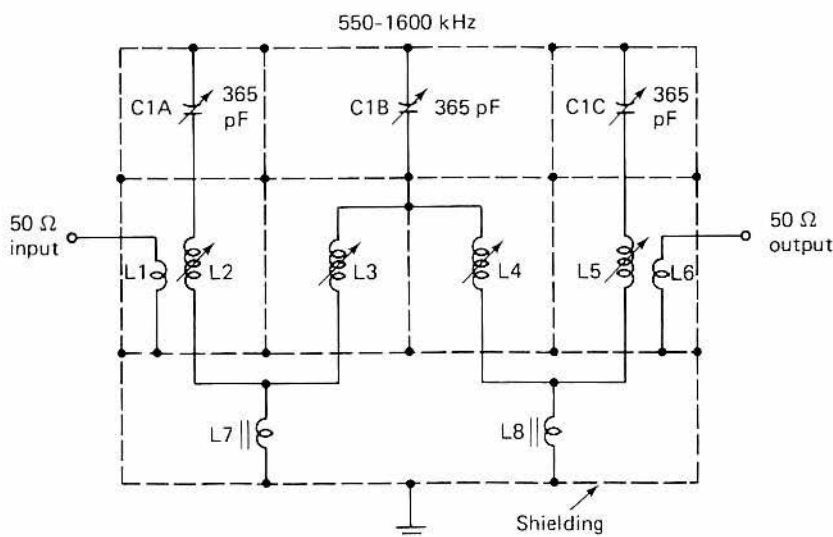 550-1600 kHz
C1A
365
pF
C1B
365 pF
C1C
365
pF
50 Ω
input
L1
L2
L3
L4
L5
L6
50 Ω
output
L7
L8
Shielding